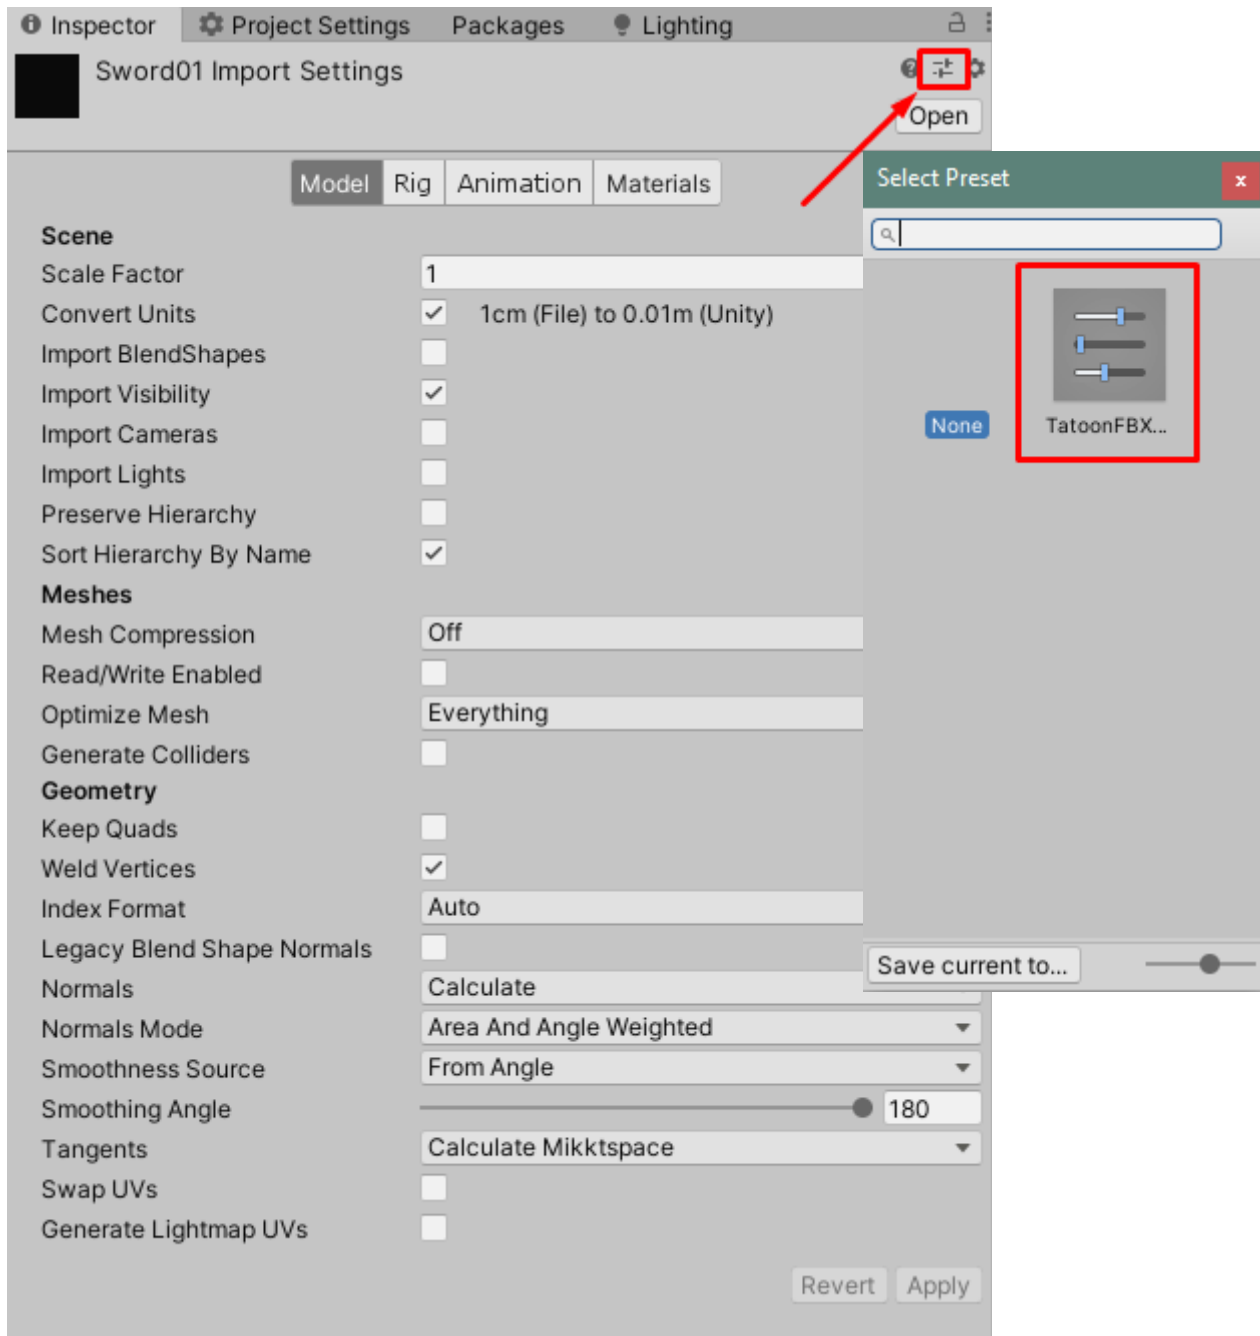 Inspector Project Settings Packages Lighting
Sword01 Import Settings
Open
Model Rig Animation Materials
Scene
Scale Factor 1
Convert Units 1cm (File) to 0.01m (Unity)
Import BlendShapes
Import Visibility
Import Cameras
Import Lights
Preserve Hierarchy
Sort Hierarchy By Name
Meshes
Mesh Compression Off
Read/Write Enabled
Optimize Mesh Everything
Generate Colliders
Geometry
Keep Quads
Weld Vertices
Index Format Auto
Legacy Blend Shape Normals
Normals Calculate
Normals Mode Area And Angle Weighted
Smoothness Source From Angle
Smoothing Angle 180
Tangents Calculate Mikktspace
Swap UVs
Generate Lightmap UVs
Revert Apply
Select Preset x
None TatoonFBX...
Save current to...